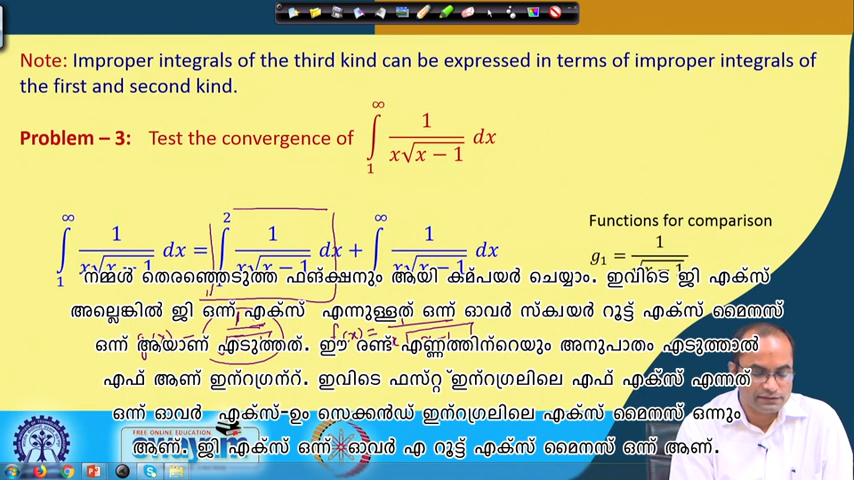 Note: Improper integrals of the third kind can be expressed in terms of improper integrals of
the first and second kind.
Problem – 3: Test the convergence of ∫₁^∞ 1/(x√(x − 1)) dx
Functions for comparison
∫₁^∞ 1/(x√(x − 1)) dx = ∫₁^2 1/(x√(x − 1)) dx + ∫₂^∞ 1/(x√(x − 1)) dx
g₁ = 1/√(x − 1)
നമ്മൾ തെരഞ്ഞെടുത്ത ഫങ്ക്ഷനും ആയി കമ്പയർ ചെയ്യാം. ഇവിടെ ജി എക്സ്
അല്ലെങ്കിൽ ജി ഒന്ന് എക്സ് എന്നുള്ളത് ഒന്ന് ഓവർ സ്ക്വയർ റൂട്ട് എക്സ് മൈനസ്
ഒന്ന് ആയാണ് എടുത്തത്. ഈ രണ്ട് എണ്ണത്തിന്റെയും അനുപാതം എടുത്താൽ
എഫ് ആണ് ഇന്റഗ്രന്റ്. ഇവിടെ ഫസ്റ്റ് ഇന്റഗ്രലിലെ എഫ് എക്സ് എന്നത്
ഒന്ന് ഓവർ എക്സ്-ഉം സെക്കൻഡ് ഇന്റഗ്രലിലെ എക്സ് മൈനസ് ഒന്നും
ആണ്. ജി എക്സ് ഒന്ന് ഓവർ എ റൂട്ട് എക്സ് മൈനസ് ഒന്ന് ആണ്.
FREE ONLINE EDUCATION
swayam